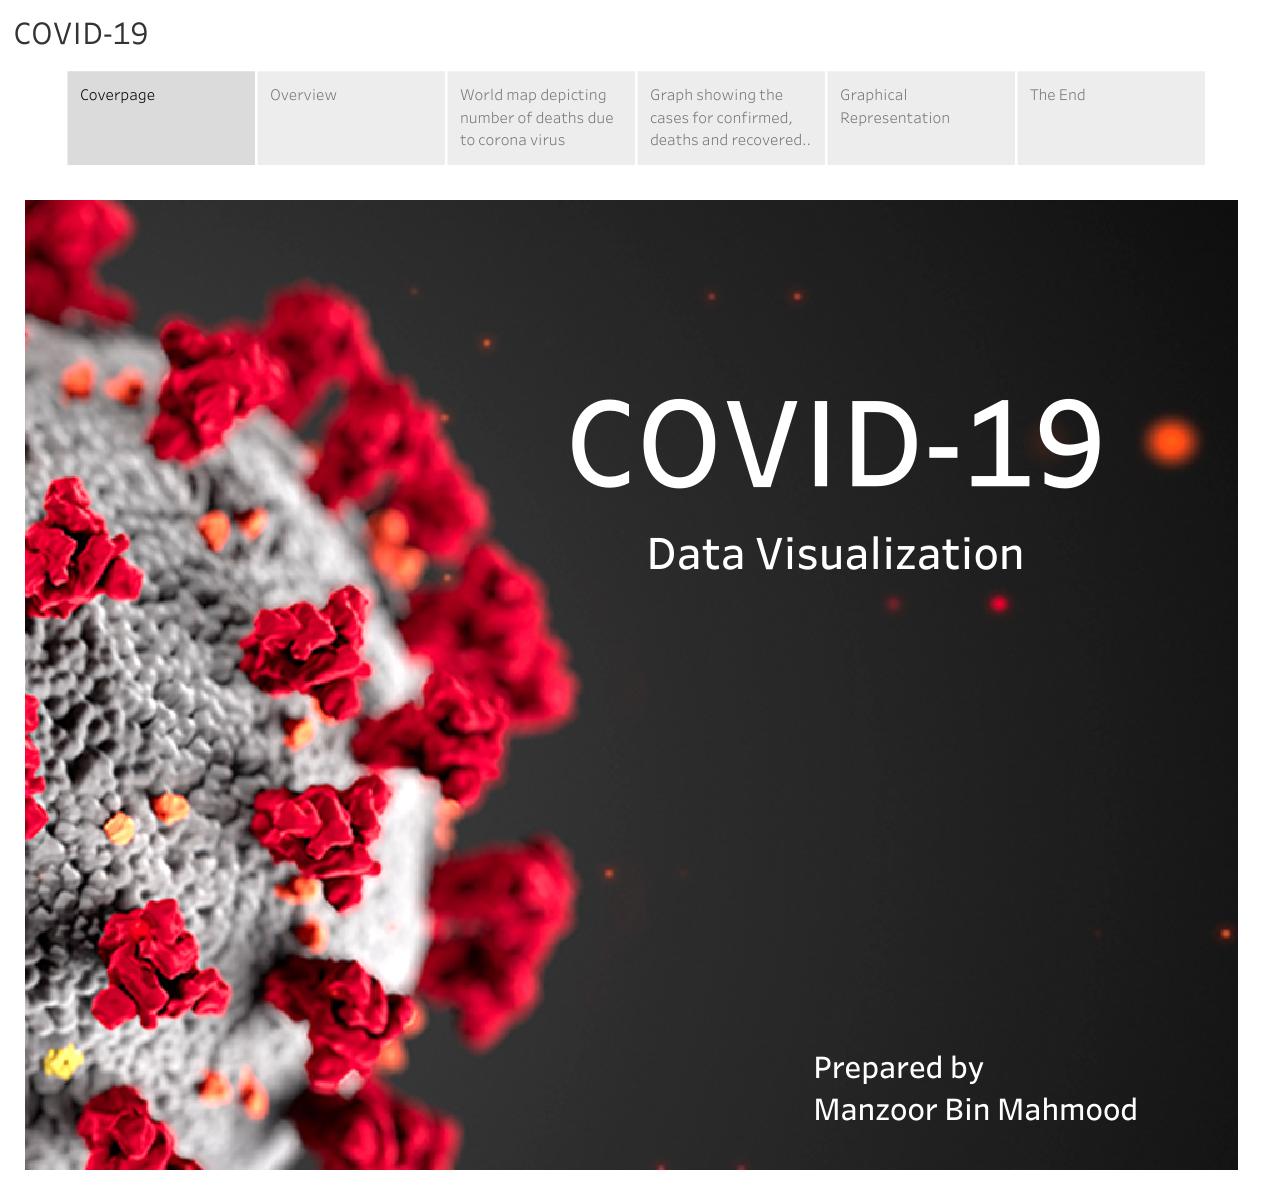 COVID-19
Coverpage
Overview
World map depicting
number of deaths due
to corona virus
Graph showing the
cases for confirmed,
deaths and recovered..
Graphical
Representation
The End
COVID-19
Data Visualization
Prepared by
Manzoor Bin Mahmood